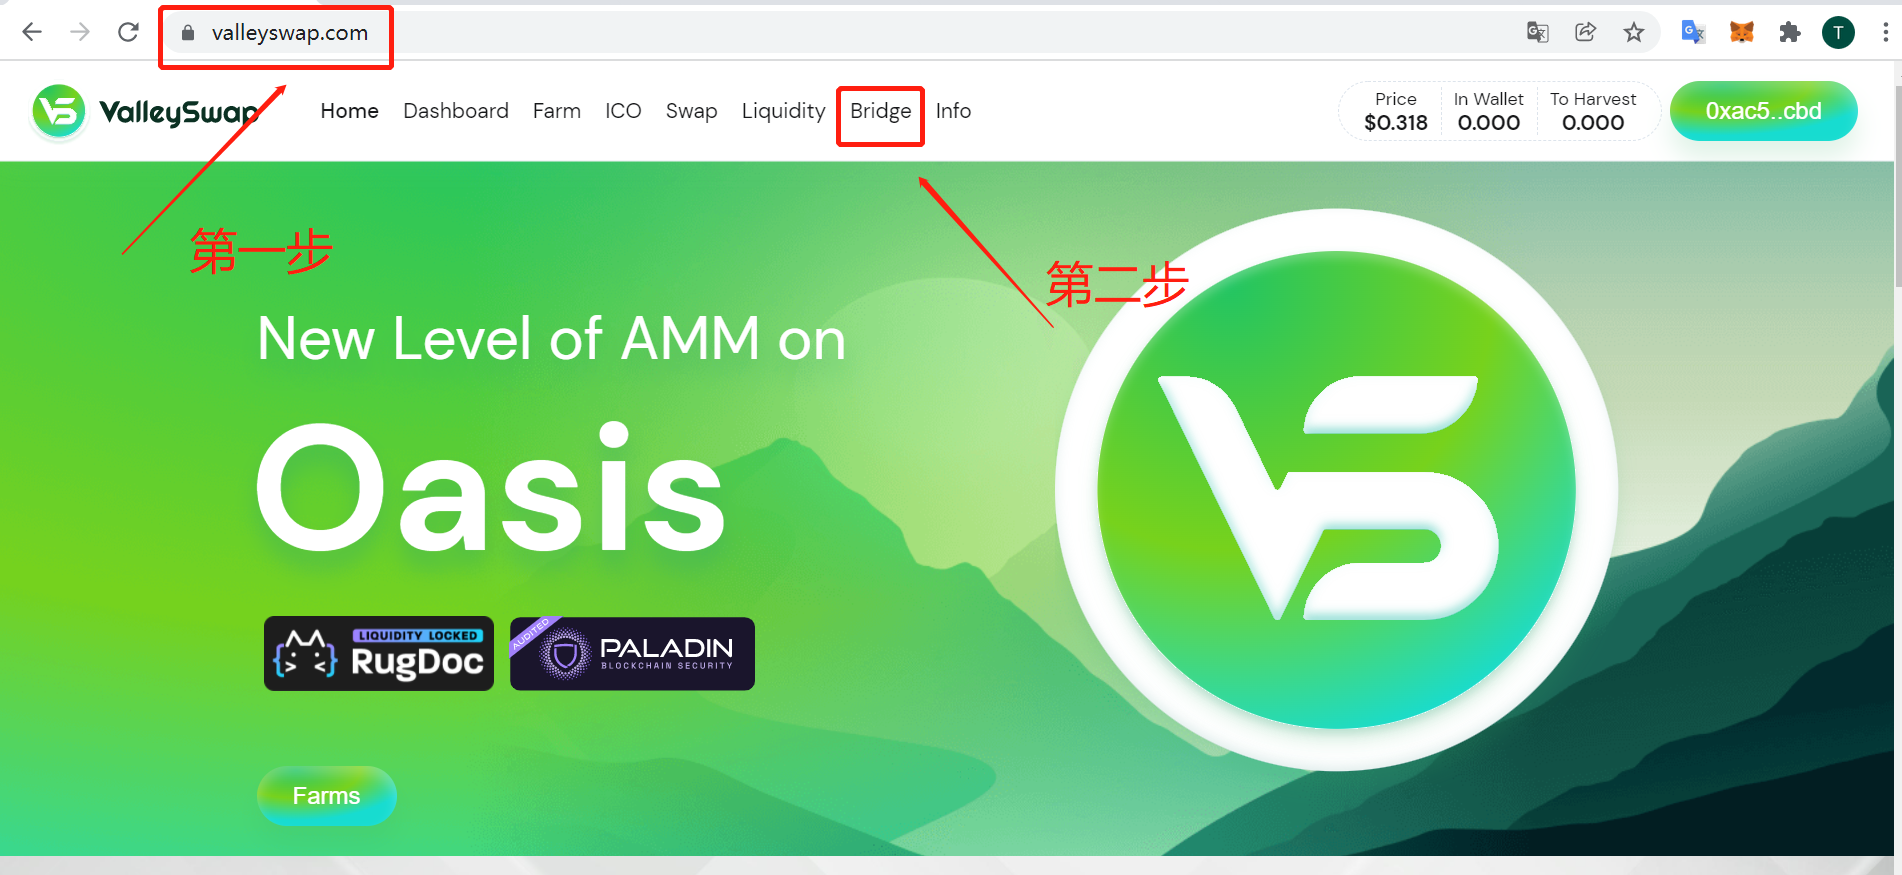 valleyswap.com
T
ValleySwap
Home Dashboard Farm ICO Swap Liquidity Bridge Info
Price In Wallet To Harvest
$0.318 0.000 0.000
0xac5..cbd
第一步
第二步
New Level of AMM on
Oasis
LIQUIDITY LOCKED
RugDoc
AUDITED
PALADIN
BLOCKCHAIN SECURITY
Farms